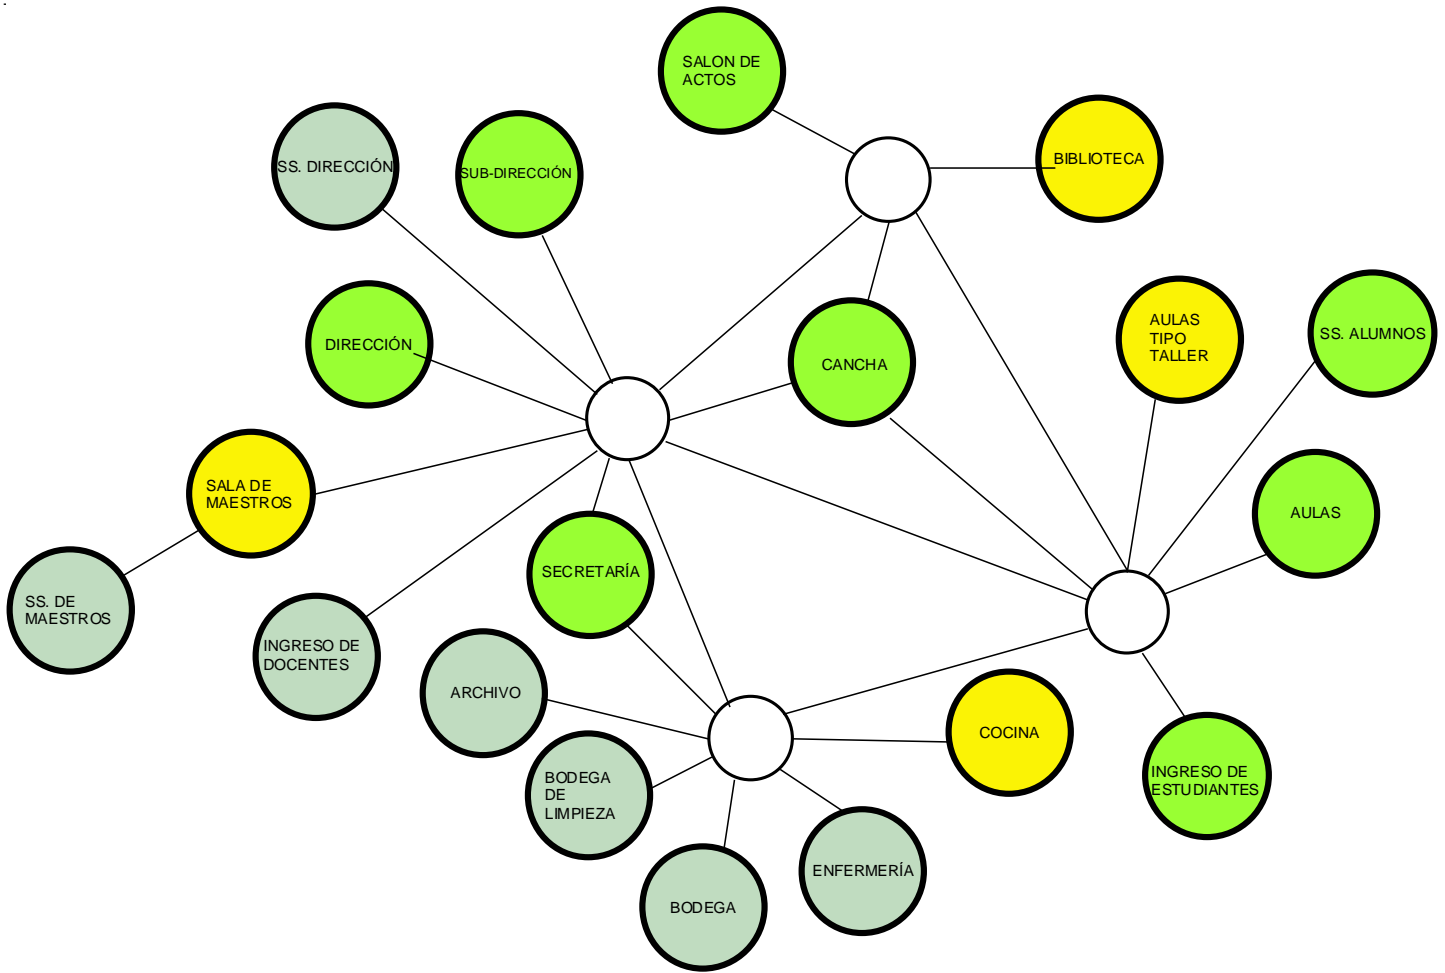 SALON DE
ACTOS
SS. DIRECCIÓN
SUB-DIRECCIÓN
BIBLIOTECA
DIRECCIÓN
CANCHA
AULAS
TIPO
TALLER
SS. ALUMNOS
SALA DE
MAESTROS
AULAS
SECRETARÍA
SS. DE
MAESTROS
INGRESO DE
DOCENTES
ARCHIVO
COCINA
BODEGA
DE
LIMPIEZA
INGRESO DE
ESTUDIANTES
ENFERMERÍA
BODEGA